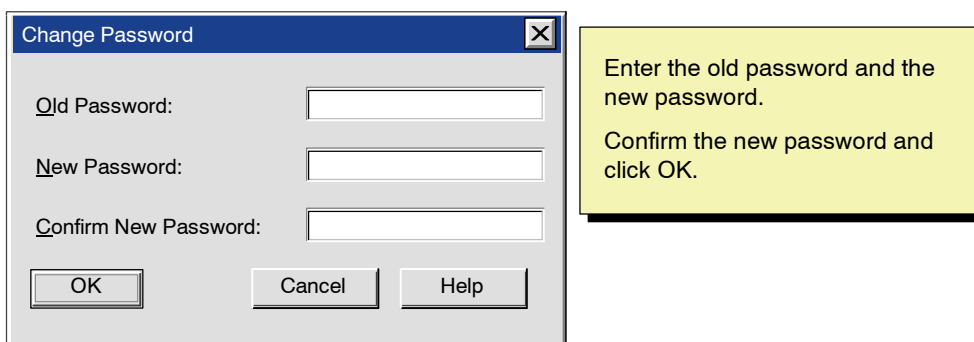 Change Password
Old Password:
New Password:
Confirm New Password:
OK
Cancel
Help
Enter the old password and the
new password.
Confirm the new password and
click OK.